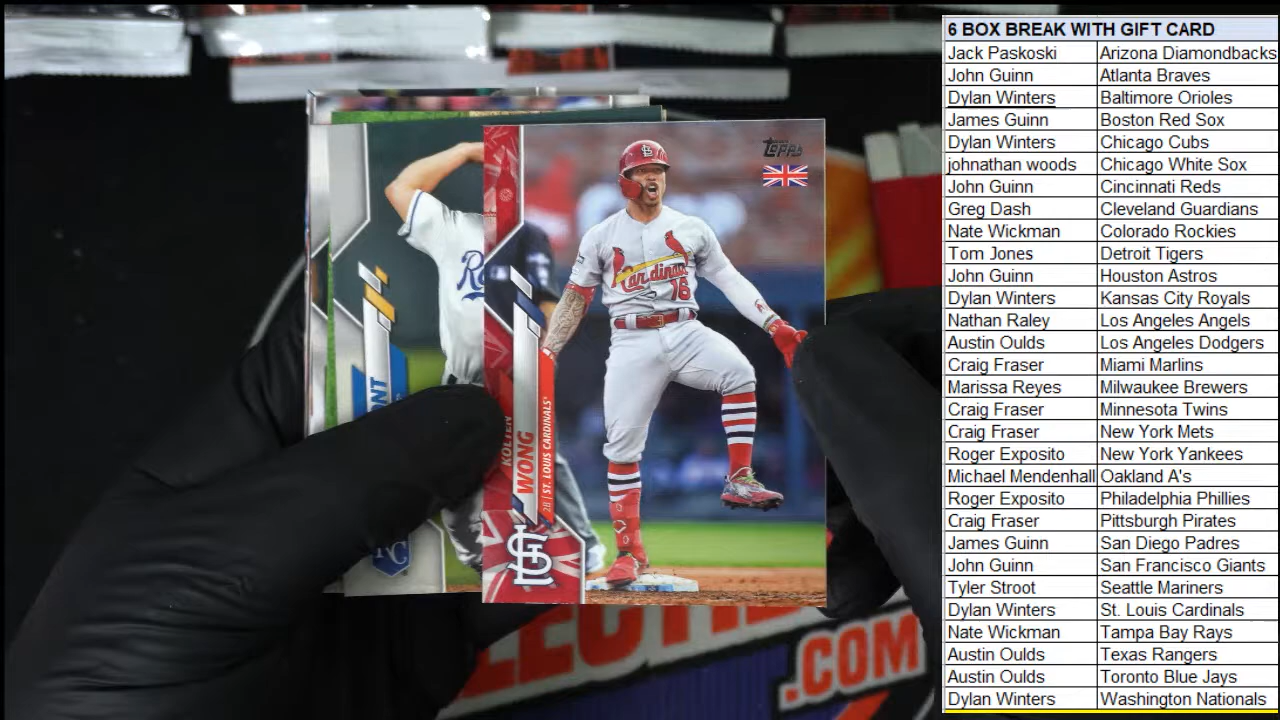 6 BOX BREAK WITH GIFT CARD
Jack Paskoski Arizona Diamondbacks
John Guinn Atlanta Braves
Dylan Winters Baltimore Orioles
James Guinn Boston Red Sox
Dylan Winters Chicago Cubs
johnathan woods Chicago White Sox
John Guinn Cincinnati Reds
Greg Dash Cleveland Guardians
Nate Wickman Colorado Rockies
Tom Jones Detroit Tigers
John Guinn Houston Astros
Dylan Winters Kansas City Royals
Nathan Raley Los Angeles Angels
Austin Oulds Los Angeles Dodgers
Craig Fraser Miami Marlins
Marissa Reyes Milwaukee Brewers
Craig Fraser Minnesota Twins
Craig Fraser New York Mets
Roger Exposito New York Yankees
Michael Mendenhall Oakland A's
Roger Exposito Philadelphia Phillies
Craig Fraser Pittsburgh Pirates
James Guinn San Diego Padres
John Guinn San Francisco Giants
Tyler Stroot Seattle Mariners
Dylan Winters St. Louis Cardinals
Nate Wickman Tampa Bay Rays
Austin Oulds Texas Rangers
Austin Oulds Toronto Blue Jays
Dylan Winters Washington Nationals
Topps
Cardinals
16
KOLTEN
WONG
2B | ST. LOUIS CARDINALS
STL
KC
.COM